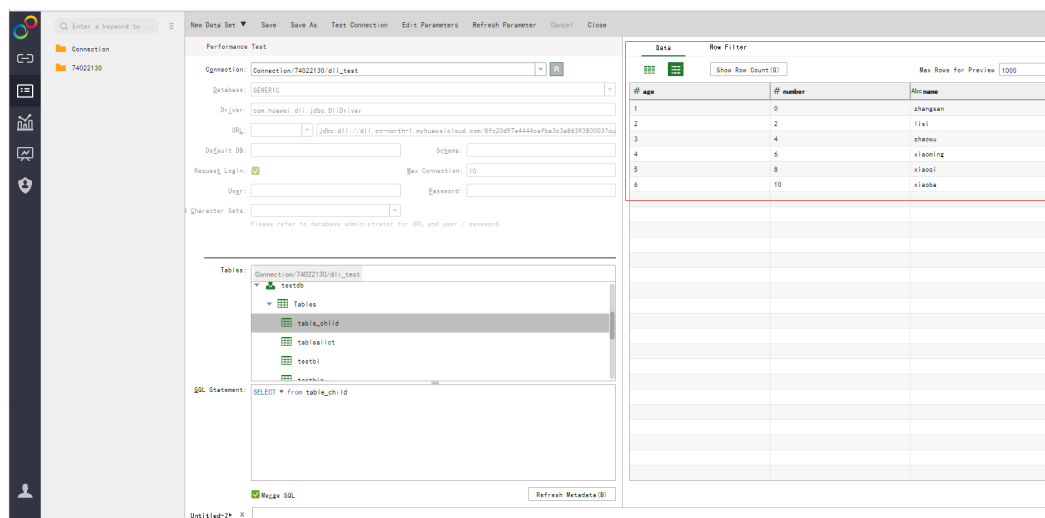 Q Enter a keyword to ...
Connection
74022130
New Data Set ▼ Save Save As Test Connection Edit Parameters Refresh Parameter Cancel Close
Performance Test
Connection: Connection/74022130/dli_test
Database: GENERIC
Driver: com.huawei.dli.jdbc.DliDriver
URL
Default DB: Schema:
Request Login: Max Connection: 10
User: Password:
Character Sets:
Please refer to database administrator for URL and user / password.
Tables: Connection/74022130/dli_test
testdb
Tables
table_child
tableallct
testbi
SQL Statement: SELECT * from table_child
Merge SQL Refresh Metadata(B)
Untitled-2* X
Data Row Filter
Show Row Count(G) Max Rows for Preview 1000
# age # number Abc name
1 0 zhangsan
2 2 lisi
3 4 zhaowu
4 6 xiaoming
5 8 xiaoqi
6 10 xiaoba